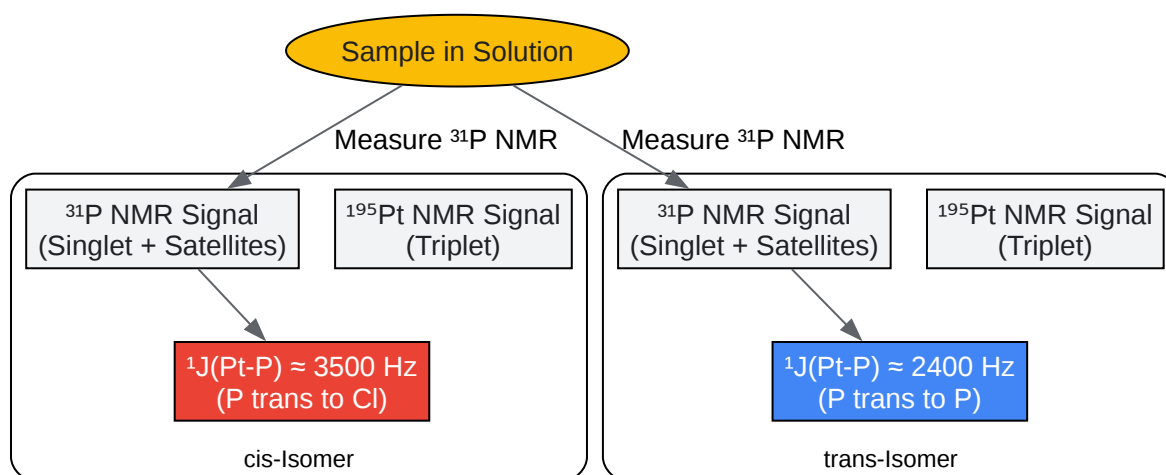 Sample in Solution
Measure ³¹P NMR
Measure ³¹P NMR
³¹P NMR Signal
(Singlet + Satellites)
¹⁹⁵Pt NMR Signal
(Triplet)
³¹P NMR Signal
(Singlet + Satellites)
¹⁹⁵Pt NMR Signal
(Triplet)
¹J(Pt-P) ≈ 3500 Hz
(P trans to Cl)
¹J(Pt-P) ≈ 2400 Hz
(P trans to P)
cis-Isomer
trans-Isomer